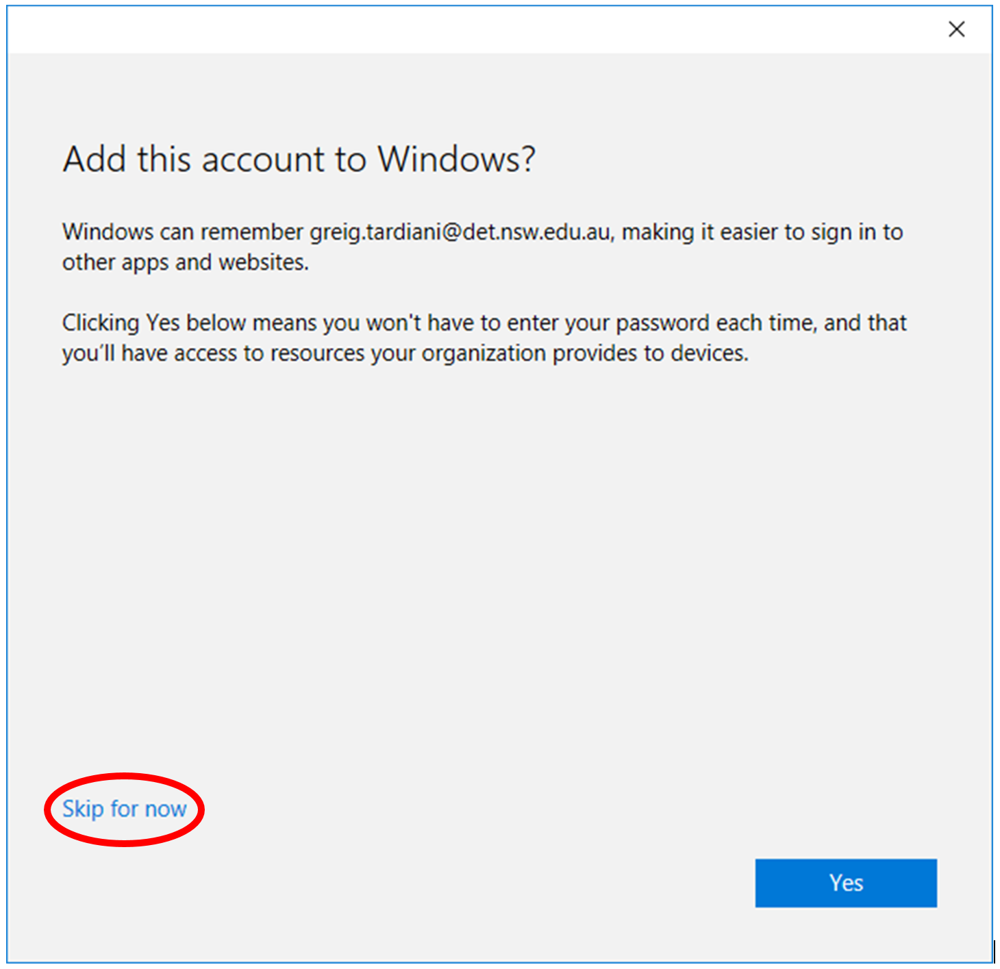 Add this account to Windows?
Windows can remember greig.tardiani@det.nsw.edu.au, making it easier to sign in to
other apps and websites.
Clicking Yes below means you won't have to enter your password each time, and that
you’ll have access to resources your organization provides to devices.
Skip for now
Yes